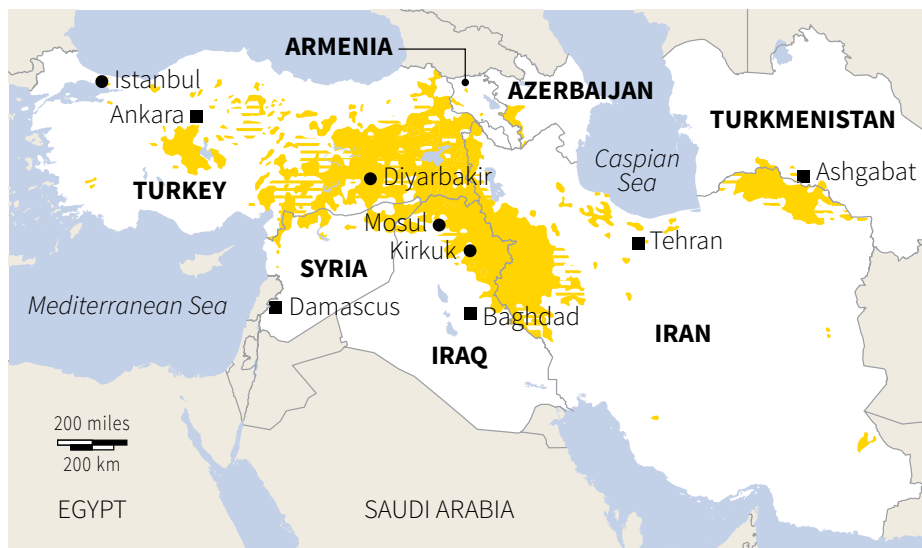 ARMENIA
Istanbul
AZERBAIJAN
Ankara
TURKMENISTAN
Caspian
Sea
Ashgabat
Diyarbakir
TURKEY
Mosul
Kirkuk
Tehran
SYRIA
Mediterranean Sea
Damascus
Baghdad
IRAN
IRAQ
200 miles
200 km
EGYPT
SAUDI ARABIA